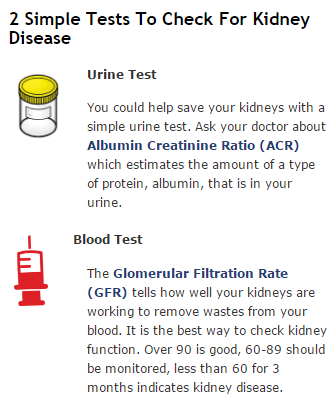 2 Simple Tests To Check For Kidney
Disease
Urine Test
You could help save your kidneys with a
simple urine test. Ask your doctor about
Albumin Creatinine Ratio (ACR)
which estimates the amount of a type
of protein, albumin, that is in your
urine.
Blood Test
The Glomerular Filtration Rate
(GFR) tells how well your kidneys are
working to remove wastes from your
blood. It is the best way to check kidney
function. Over 90 is good, 60-89 should
be monitored, less than 60 for 3
months indicates kidney disease.